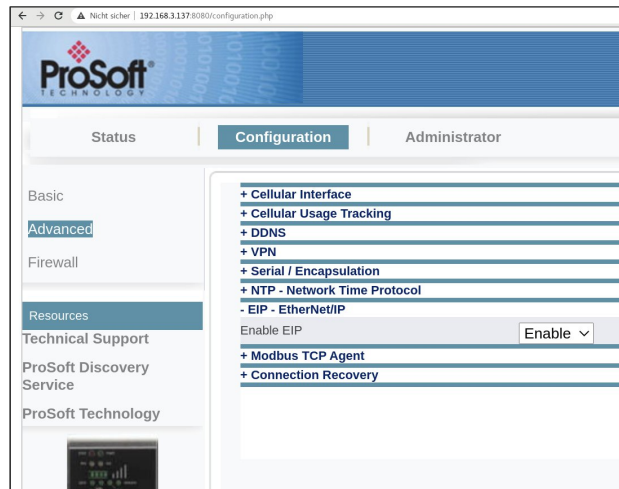 Nicht sicher | 192.168.3.137:8080/configuration.php
ProSoft®
TECHNOLOGY
Status
Configuration
Administrator
Basic
Advanced
Firewall
Resources
Technical Support
ProSoft Discovery
Service
ProSoft Technology
+ Cellular Interface
+ Cellular Usage Tracking
+ DDNS
+ VPN
+ Serial / Encapsulation
+ NTP - Network Time Protocol
- EIP - EtherNet/IP
Enable EIP
Enable
+ Modbus TCP Agent
+ Connection Recovery